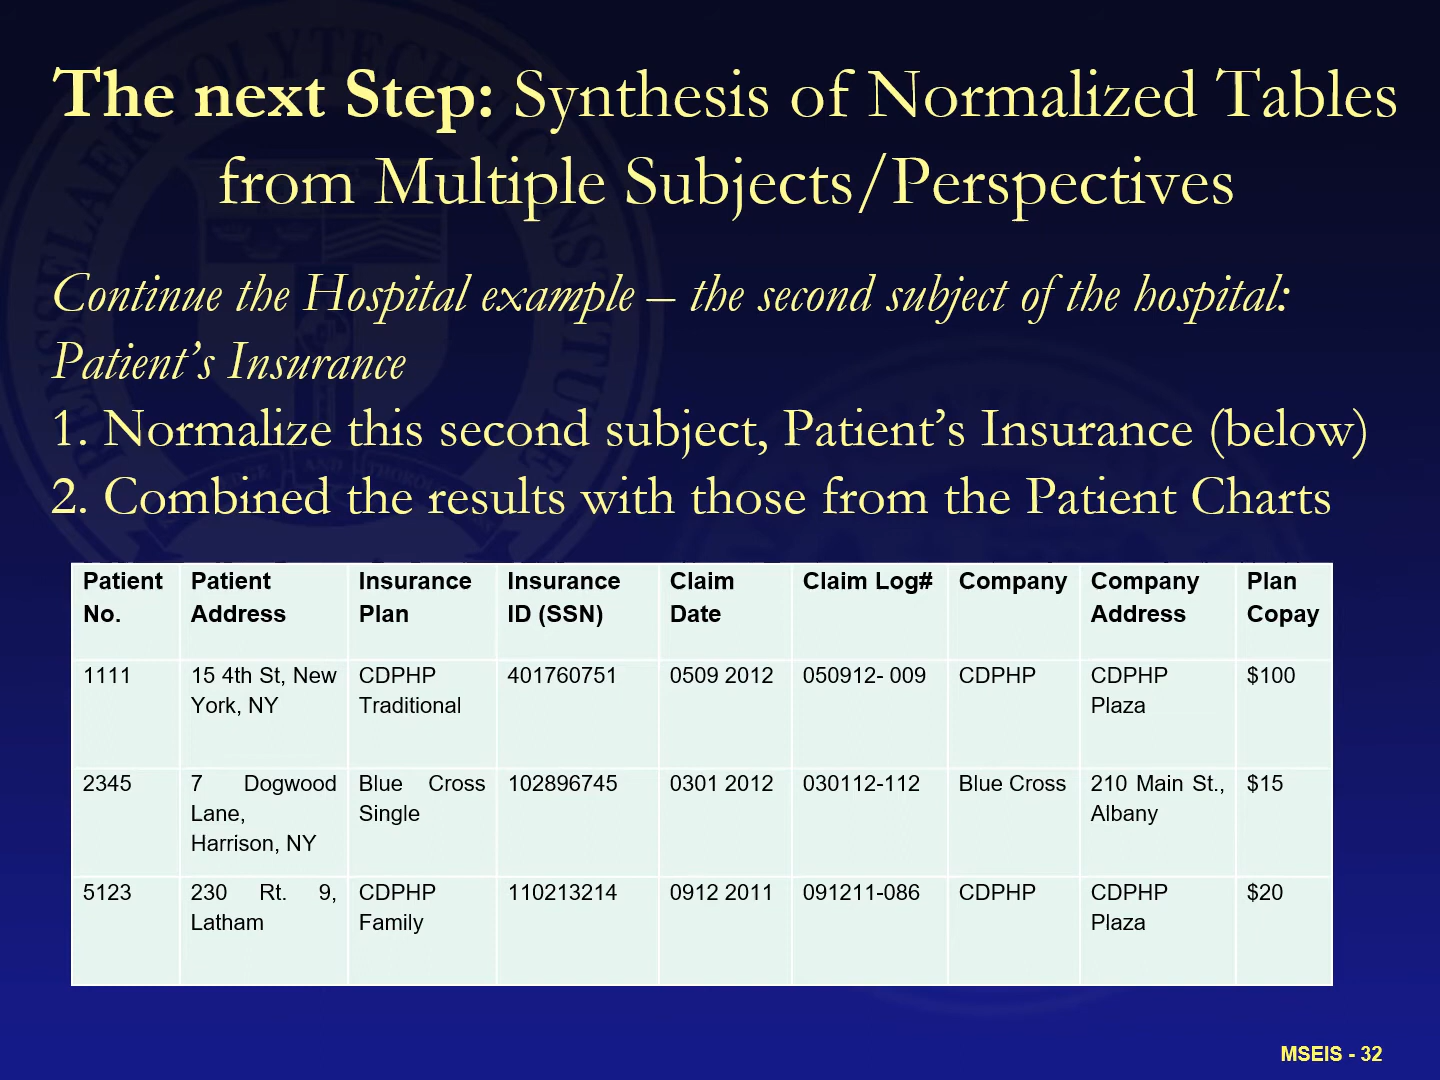 The next Step: Synthesis of Normalized Tables
from Multiple Subjects/Perspectives
Continue the Hospital example – the second subject of the hospital:
Patient’s Insurance
1. Normalize this second subject, Patient’s Insurance (below)
2. Combined the results with those from the Patient Charts
Patient No. Patient Address Insurance Plan Insurance ID (SSN) Claim Date Claim Log# Company Company Address Plan Copay
1111 15 4th St, New York, NY CDPHP Traditional 401760751 0509 2012 050912- 009 CDPHP CDPHP Plaza $100
2345 7 Dogwood Lane, Harrison, NY Blue Cross Single 102896745 0301 2012 030112-112 Blue Cross 210 Main St., Albany $15
5123 230 Rt. 9, Latham CDPHP Family 110213214 0912 2011 091211-086 CDPHP CDPHP Plaza $20
MSEIS - 32